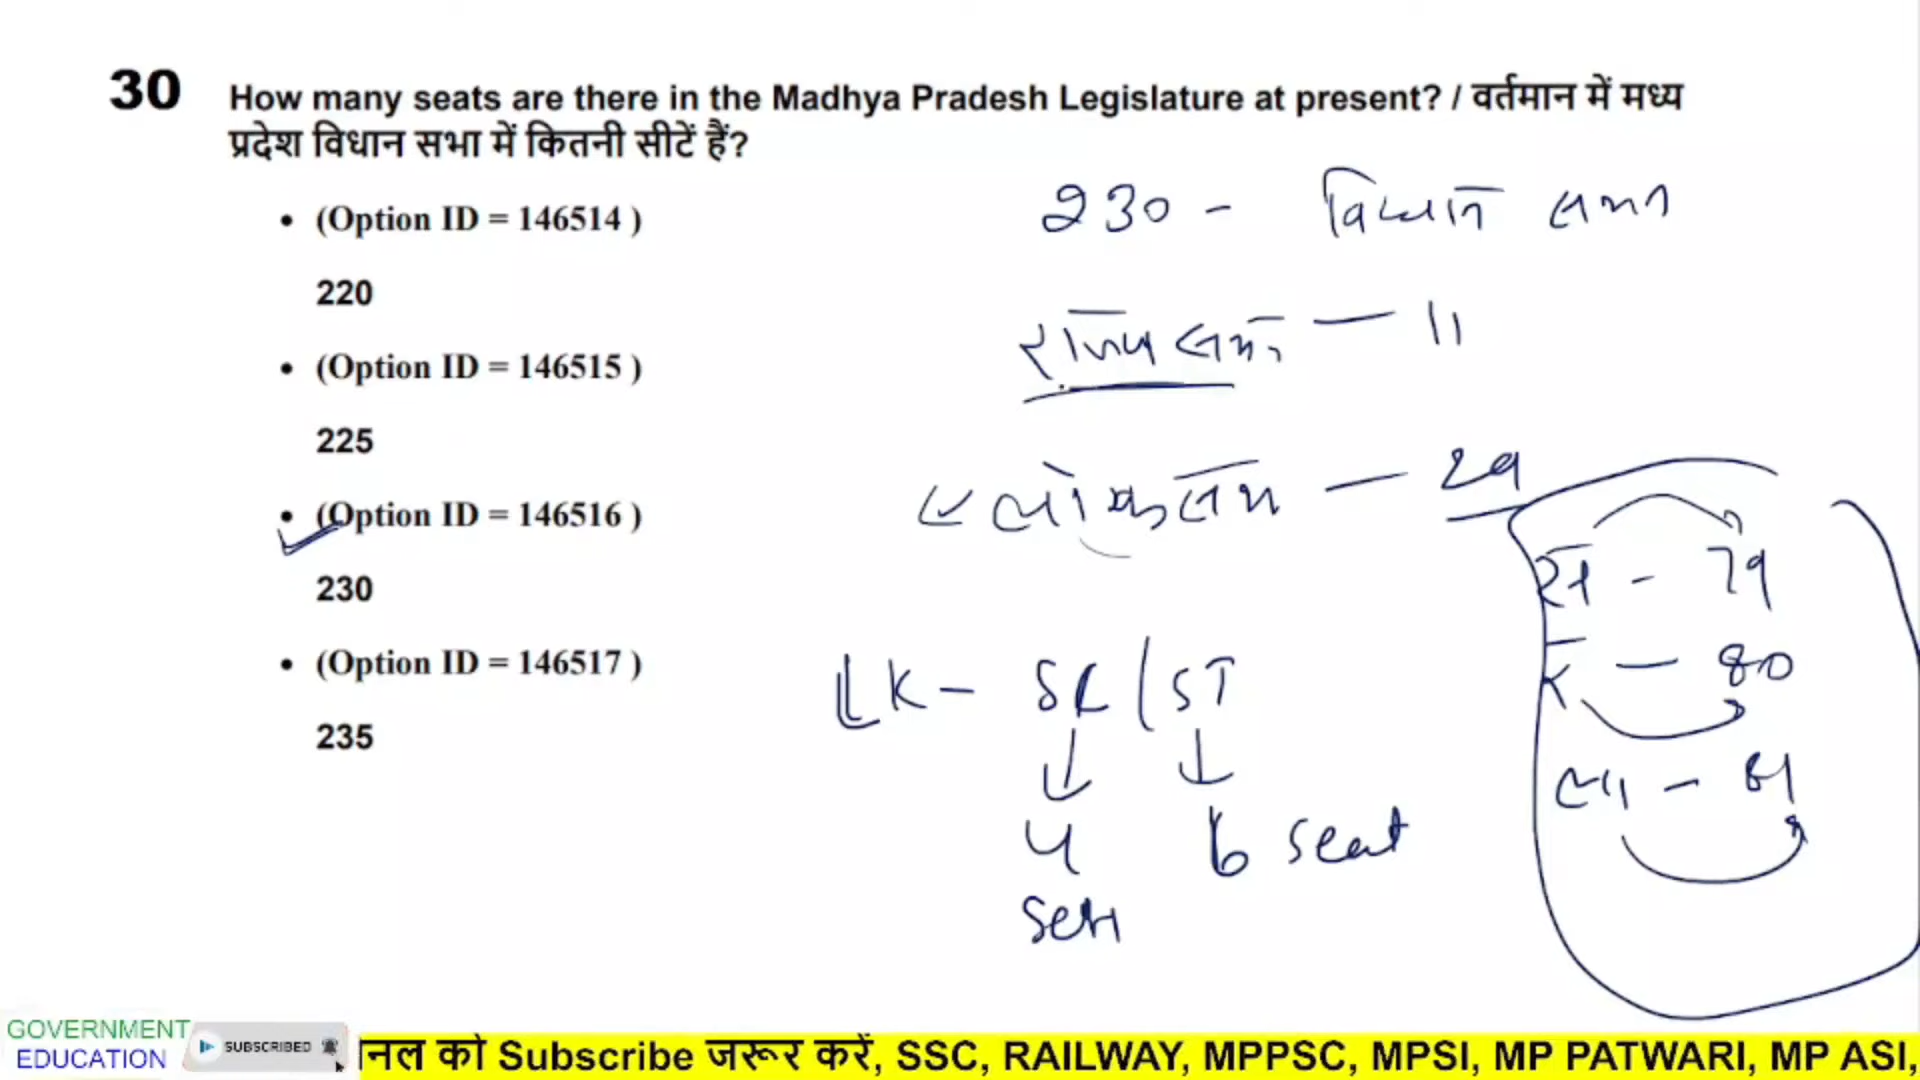 30 How many seats are there in the Madhya Pradesh Legislature at present? / वर्तमान में मध्य
प्रदेश विधान सभा में कितनी सीटें हैं?
• (Option ID = 146514 )
220
• (Option ID = 146515 )
225
• (Option ID = 146516 )
230
• (Option ID = 146517 )
235
230 - विधान सभा
राज्य सभा — 11
लोकसभा — 29
79
— 80
LK - SC / ST
4 6 seat
GOVERNMENT
EDUCATION
SUBSCRIBED
नल को Subscribe जरूर करें, SSC, RAILWAY, MPPSC, MPSI, MP PATWARI, MP ASI,